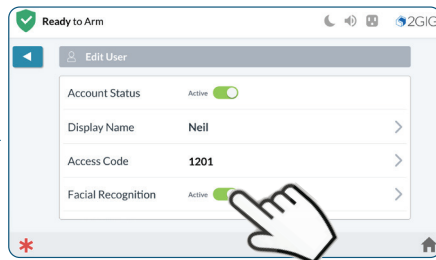 Ready to Arm
2GIG
Edit User
Account Status Active
Display Name Neil
Access Code 1201
Facial Recognition Active